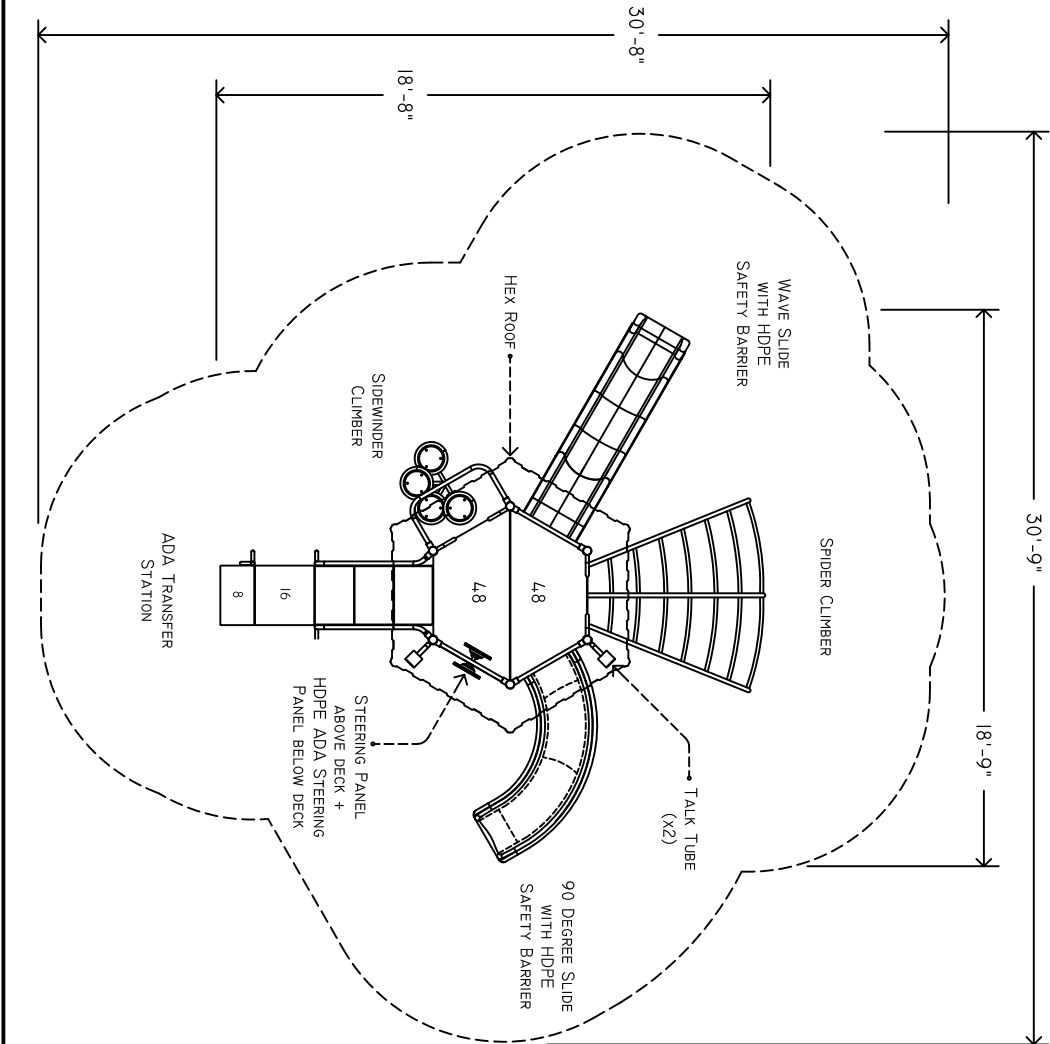 30'-8"
18'-8"
30'-9"
18'-9"
WAVE SLIDE
WITH HDPE
SAFETY BARRIER
SPIDER CLIMBER
HEX ROOF
SIDEWINDER
CLIMBER
48
48
TALK TUBE
(X2)
8
16
ADA TRANSFER
STATION
STEERING PANEL
ABOVE DECK +
HDPE ADA STEERING
PANEL BELOW DECK
90 DEGREE SLIDE
WITH HDPE
SAFETY BARRIER